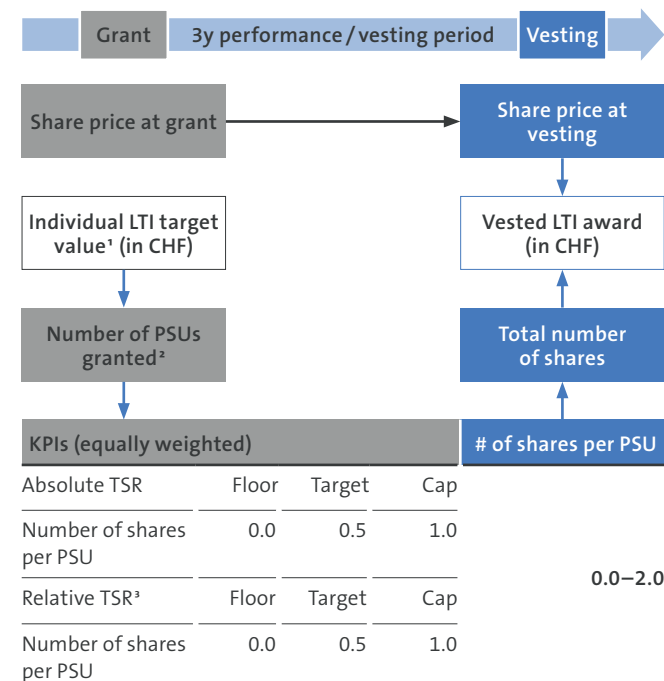 Grant 3y performance / vesting period Vesting
Share price at grant
Share price at
vesting
Individual LTI target
value¹ (in CHF)
Vested LTI award
(in CHF)
Number of PSUs
granted²
Total number
of shares
KPIs (equally weighted) # of shares per PSU
Absolute TSR Floor Target Cap
Number of shares 0.0 0.5 1.0
per PSU
0.0–2.0
Relative TSR³ Floor Target Cap
Number of shares 0.0 0.5 1.0
per PSU